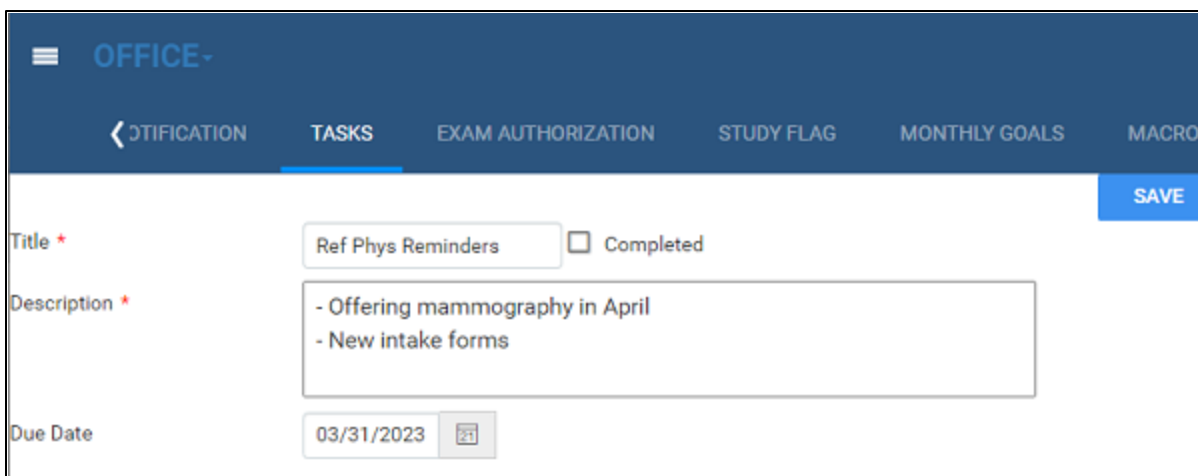 OFFICE
OTIFICATION TASKS EXAM AUTHORIZATION STUDY FLAG MONTHLY GOALS MACRO
SAVE
Title * Ref Phys Reminders Completed
Description * - Offering mammography in April
- New intake forms
Due Date 03/31/2023 21